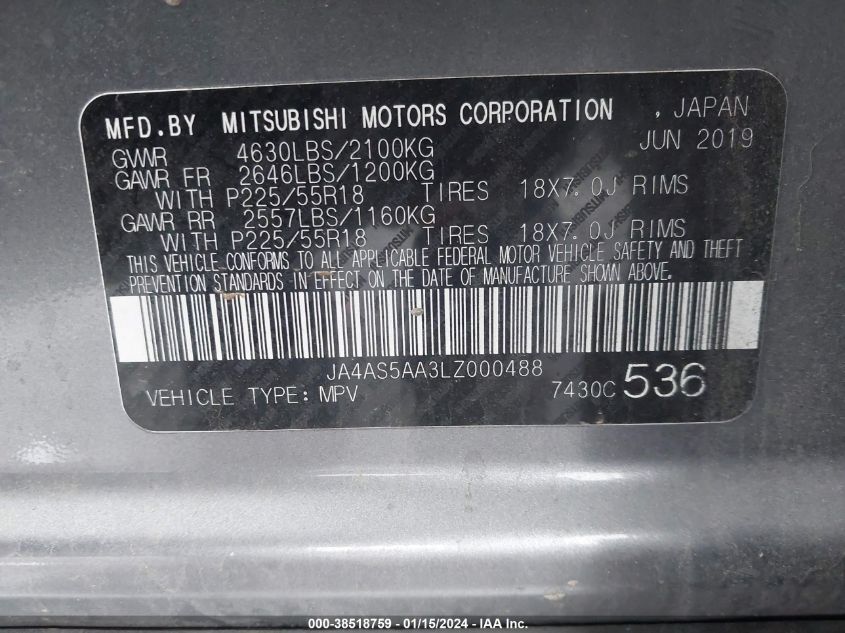 MFD.BY MITSUBISHI MOTORS CORPORATION , JAPAN
GVWR 4630LBS/2100KG JUN 2019
GAWR FR 2646LBS/1200KG
WITH P225/55R18 TIRES 18X7.0J RIMS
GAWR RR 2557LBS/1160KG
WITH P225/55R18 TIRES 18X7.0J RIMS
THIS VEHICLE CONFORMS TO ALL APPLICABLE FEDERAL MOTOR VEHICLE SAFETY AND THEFT
PREVENTION STANDARDS IN EFFECT ON THE DATE OF MANUFACTURE SHOWN ABOVE.
JA4AS5AA3LZ000488
VEHICLE TYPE: MPV 7430C 536
000-38518759 - 01/15/2024 - IAA Inc.